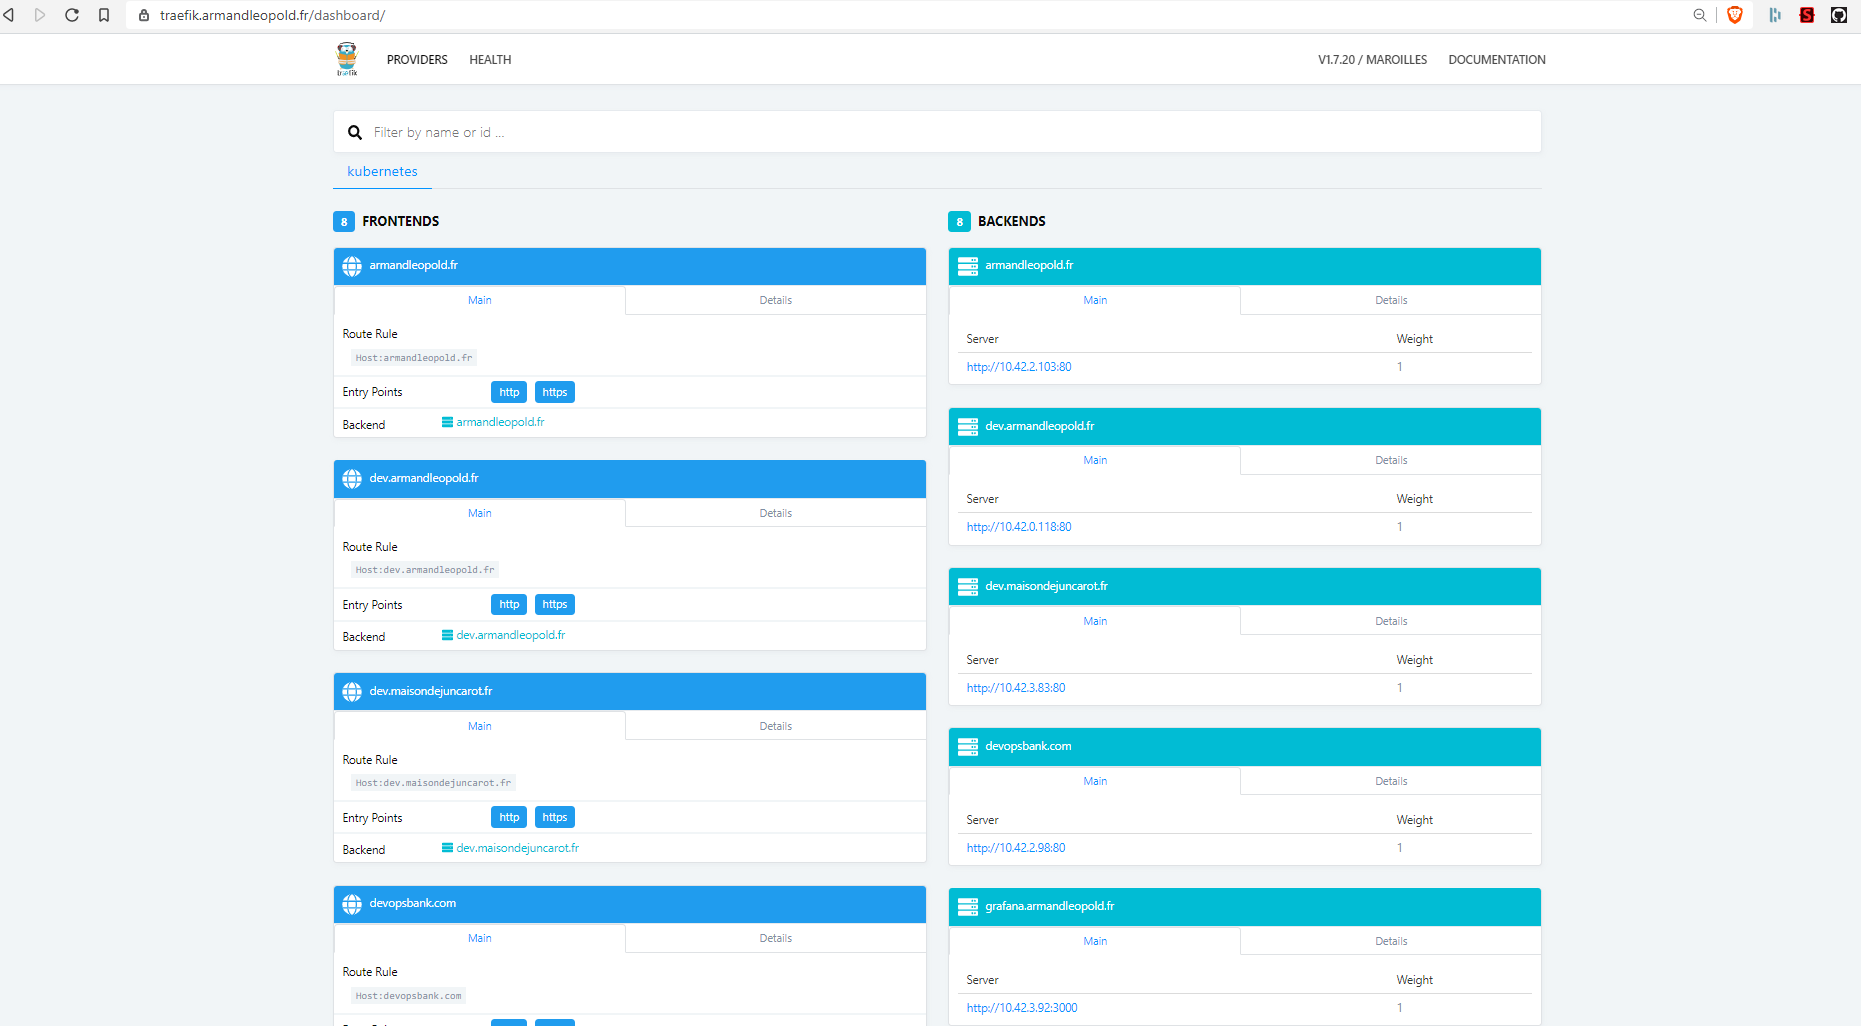 traefik.armandleopold.fr/dashboard/
træfik
PROVIDERS
HEALTH
V1.7.20 / MAROILLES
DOCUMENTATION
Filter by name or id ...
kubernetes
8 FRONTENDS
armandleopold.fr
Main
Details
Route Rule
Host:armandleopold.fr
Entry Points http https
Backend armandleopold.fr
dev.armandleopold.fr
Main
Details
Route Rule
Host:dev.armandleopold.fr
Entry Points http https
Backend dev.armandleopold.fr
dev.maisondejuncarot.fr
Main
Details
Route Rule
Host:dev.maisondejuncarot.fr
Entry Points http https
Backend dev.maisondejuncarot.fr
devopsbank.com
Main
Details
Route Rule
Host:devopsbank.com
8 BACKENDS
armandleopold.fr
Main
Details
Server Weight
http://10.42.2.103:80 1
dev.armandleopold.fr
Main
Details
Server Weight
http://10.42.0.118:80 1
dev.maisondejuncarot.fr
Main
Details
Server Weight
http://10.42.3.83:80 1
devopsbank.com
Main
Details
Server Weight
http://10.42.2.98:80 1
grafana.armandleopold.fr
Main
Details
Server Weight
http://10.42.3.92:3000 1